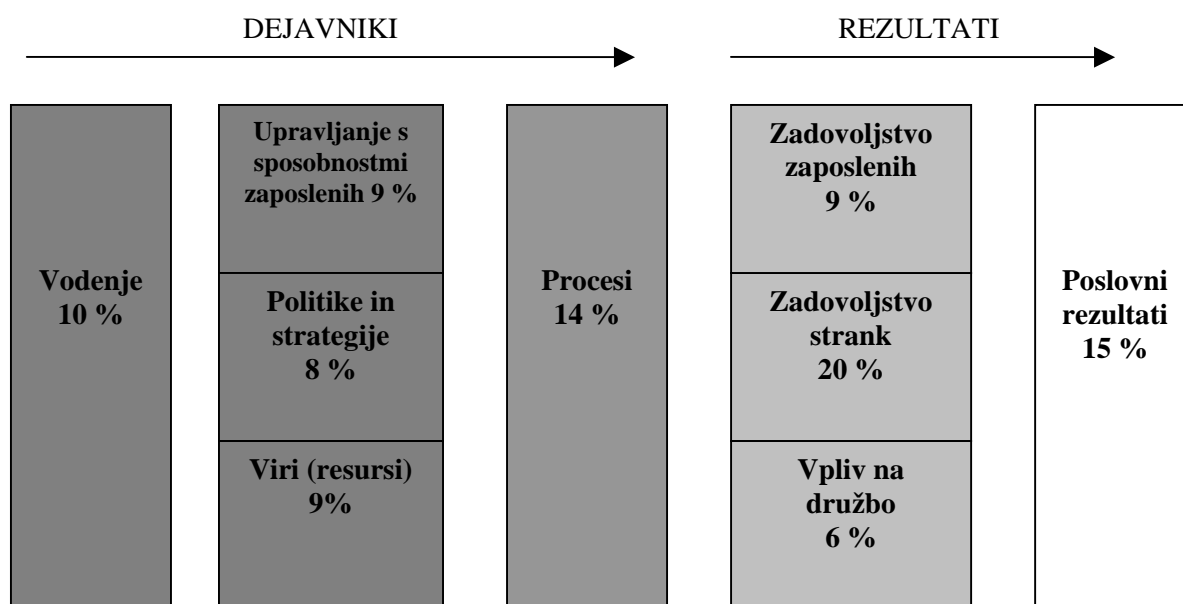 DEJAVNIKI
REZULTATI
Vodenje
10 %
Upravljanje s
sposobnostmi
zaposlenih 9 %
Politike in
strategije
8 %
Viri (resursi)
9%
Procesi
14 %
Zadovoljstvo
zaposlenih
9 %
Zadovoljstvo
strank
20 %
Vpliv na
družbo
6 %
Poslovni
rezultati
15 %